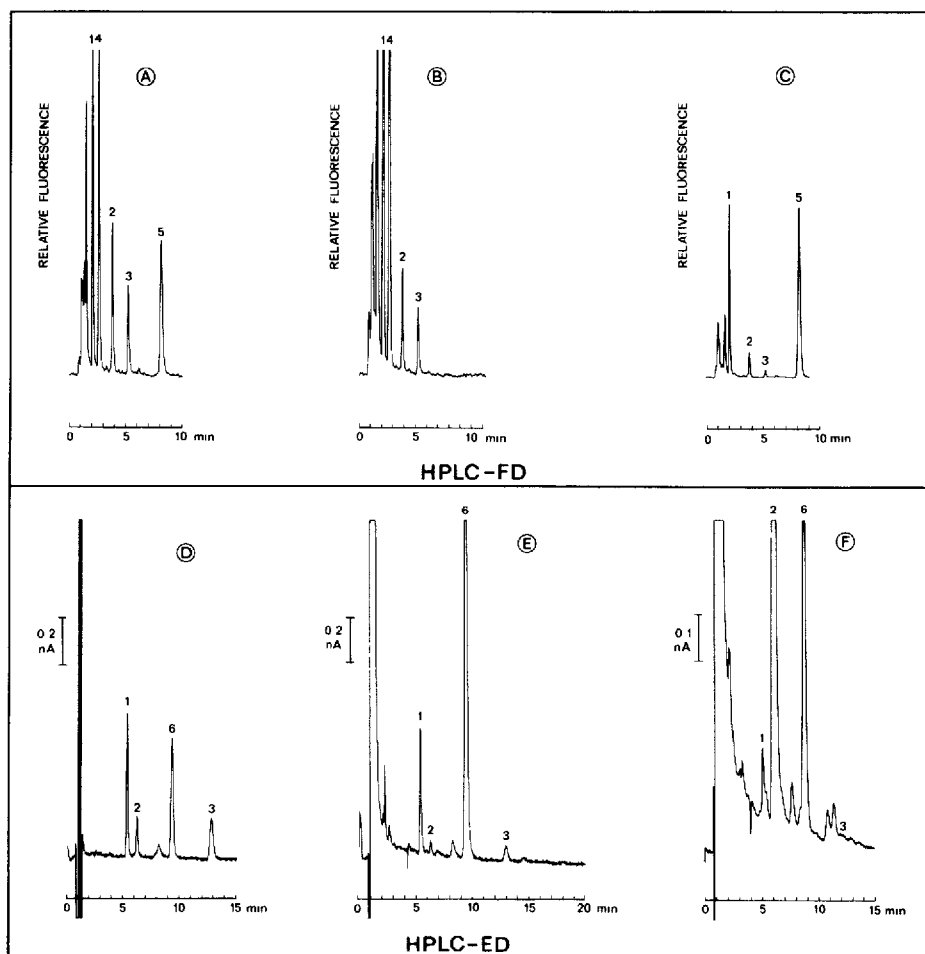 14
A
2
3
5
RELATIVE FLUORESCENCE
0 5 10 min
14
B
2
3
RELATIVE FLUORESCENCE
0 5 10 min
C
1
5
2
3
RELATIVE FLUORESCENCE
0 5 10 min
HPLC-FD
D
0 2
nA
1
2
6
3
0 5 10 15 min
6
E
0 2
nA
1
2
3
0 5 10 15 20 min
2
6
F
0 1
nA
1
3
0 5 10 15 min
HPLC-ED